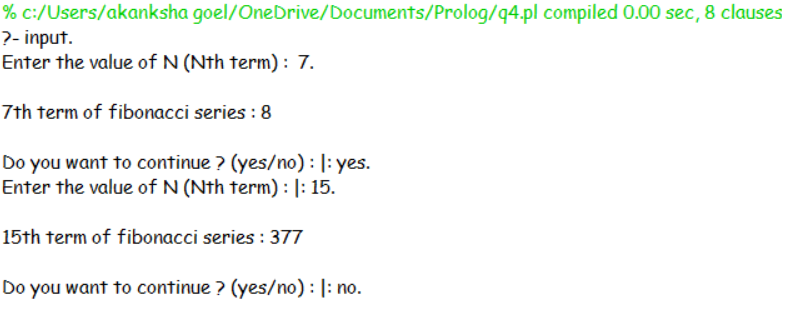 % c:/Users/akanksha goel/OneDrive/Documents/Prolog/q4.pl compiled 0.00 sec, 8 clauses
?- input.
Enter the value of N (Nth term) : 7.
7th term of fibonacci series : 8
Do you want to continue ? (yes/no) : |: yes.
Enter the value of N (Nth term) : |: 15.
15th term of fibonacci series : 377
Do you want to continue ? (yes/no) : |: no.